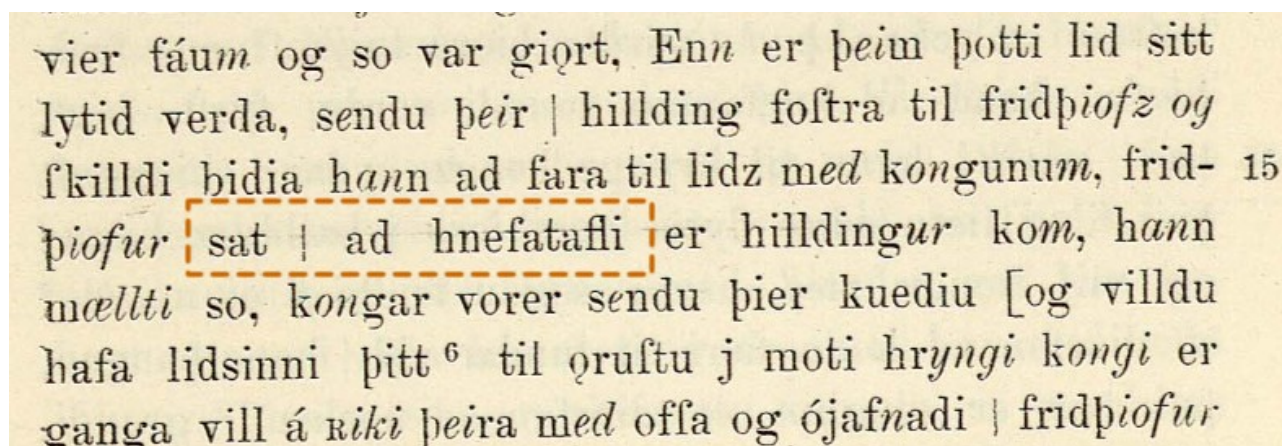 vier fáum og so var giǫrt, Enn er þeim þotti lid sitt
lytid verda, sendu þeir | hillding foſtra til fridþiofz og
ſkilldi bidia hann ad fara til lidz med kongunum, frid- 15
þiofur sat | ad hnefatafli er hilldingur kom, hann
mællti so, kongar vorer sendu þier kuediu [og villdu
hafa lidsinni þitt ⁶ til ǫruſtu j moti hryngi kongi er
ganga vill á ʀiki þeira med offa og ójafnadi | fridþiofur